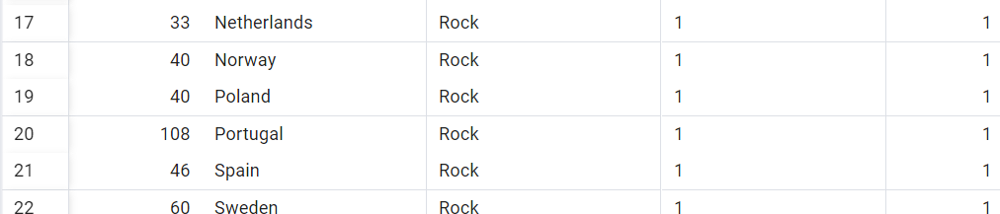 17 33 Netherlands Rock 1 1
18 40 Norway Rock 1 1
19 40 Poland Rock 1 1
20 108 Portugal Rock 1 1
21 46 Spain Rock 1 1
22 60 Sweden Rock 1 1